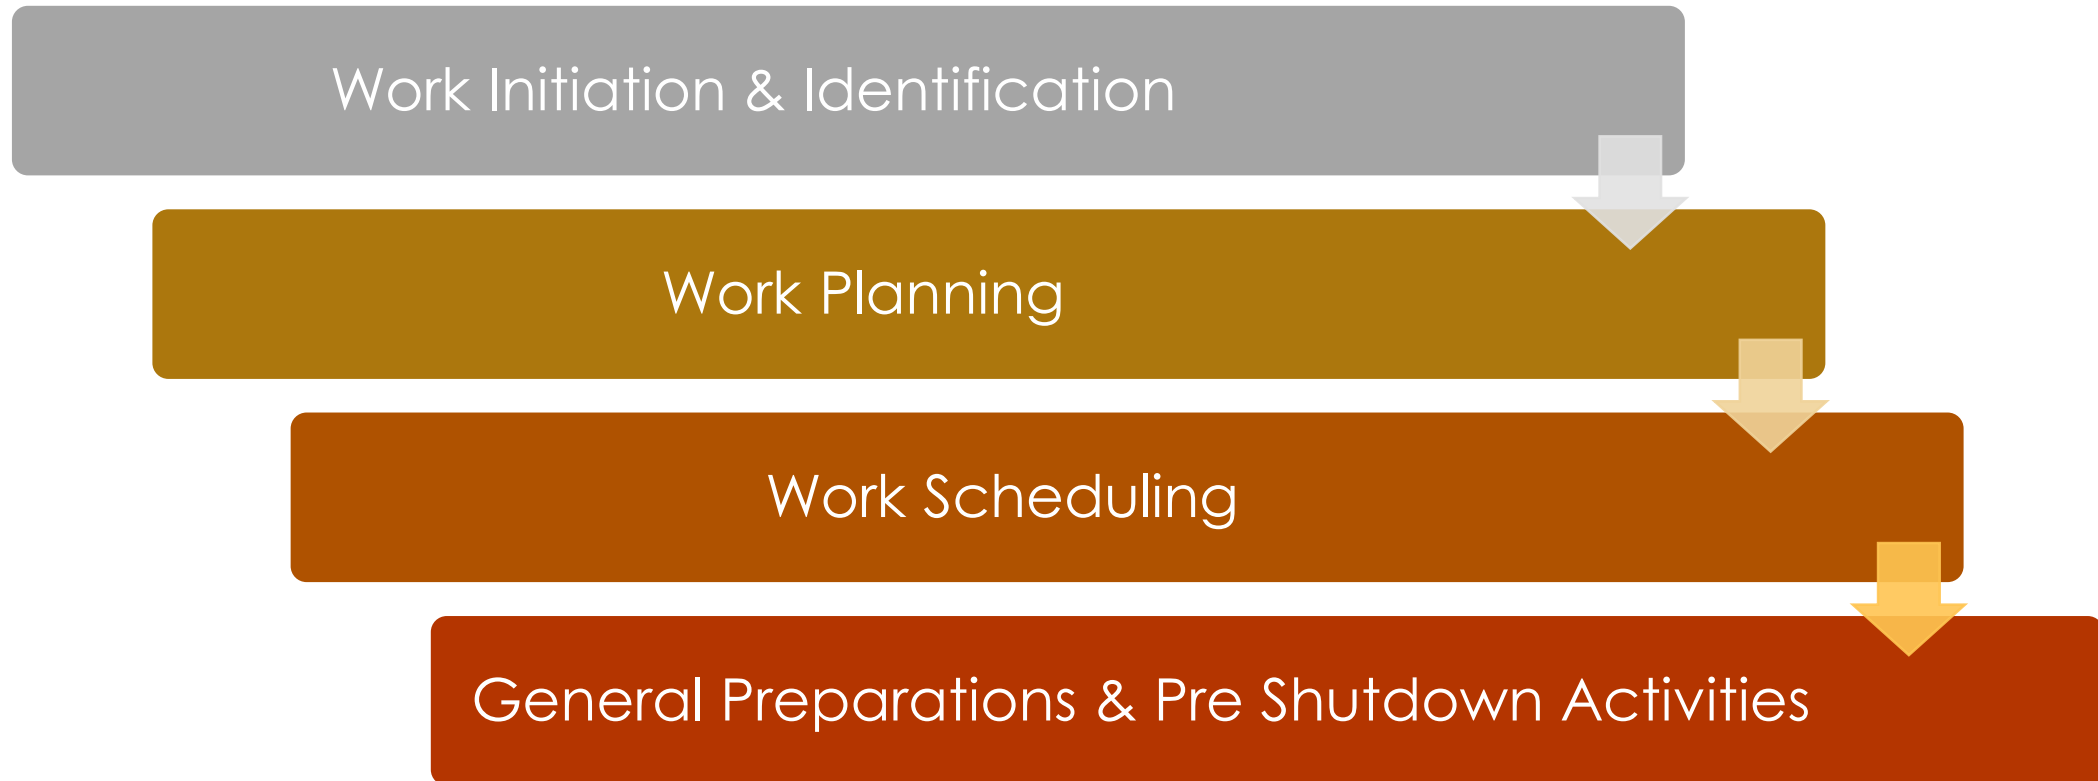 Work Initiation & Identification
Work Planning
Work Scheduling
General Preparations & Pre Shutdown Activities